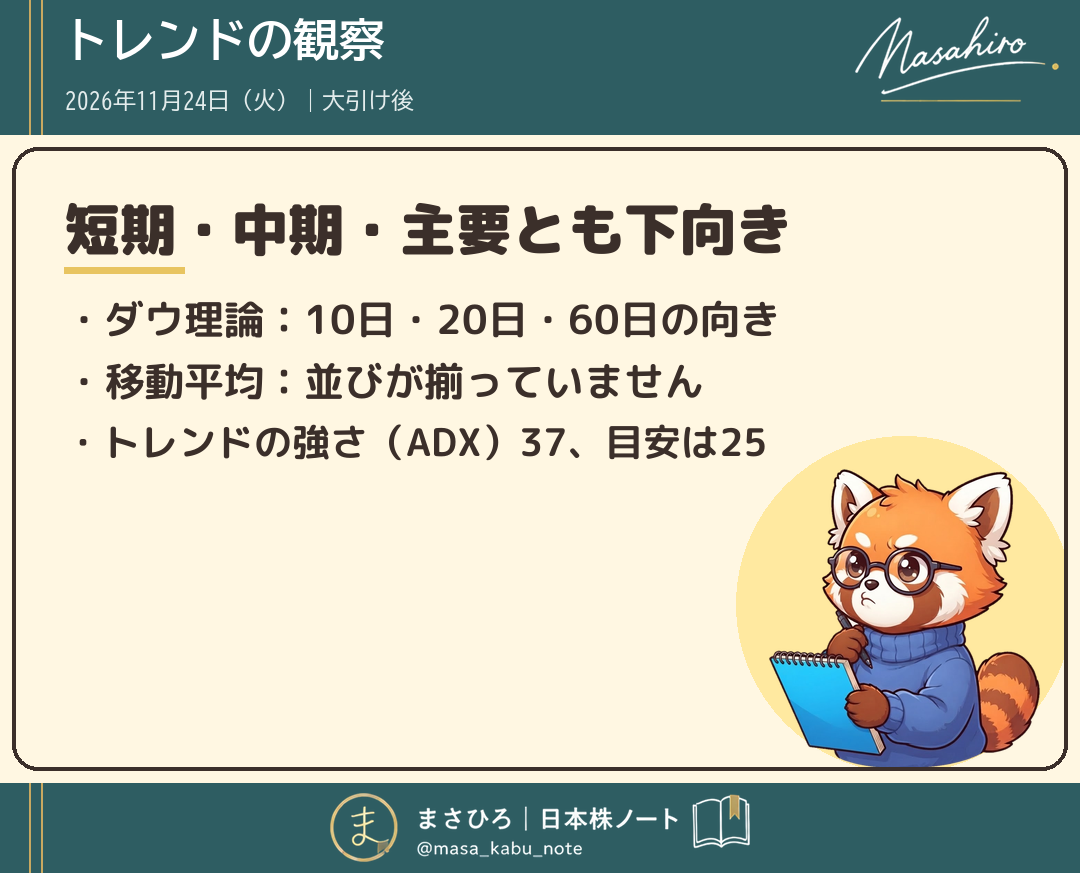 トレンドの観察
Masahiro
2026年11月24日（火）｜大引け後
短期・中期・主要とも下向き
・ダウ理論：10日・20日・60日の向き
・移動平均：並びが揃っていません
・トレンドの強さ（ADX）37、目安は25
ま
まさひろ｜日本株ノート
@masa_kabu_note